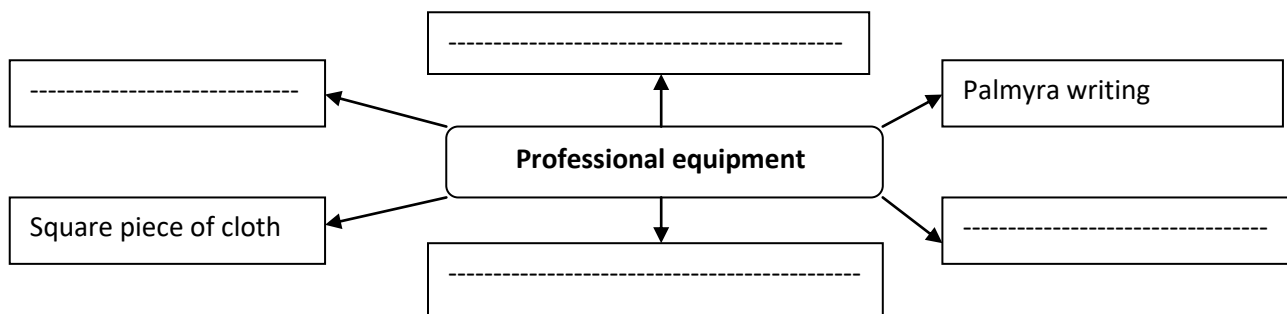 ------------------------------------------
-----------------------------
Palmyra writing
Professional equipment
Square piece of cloth
---------------------------------
--------------------------------------------